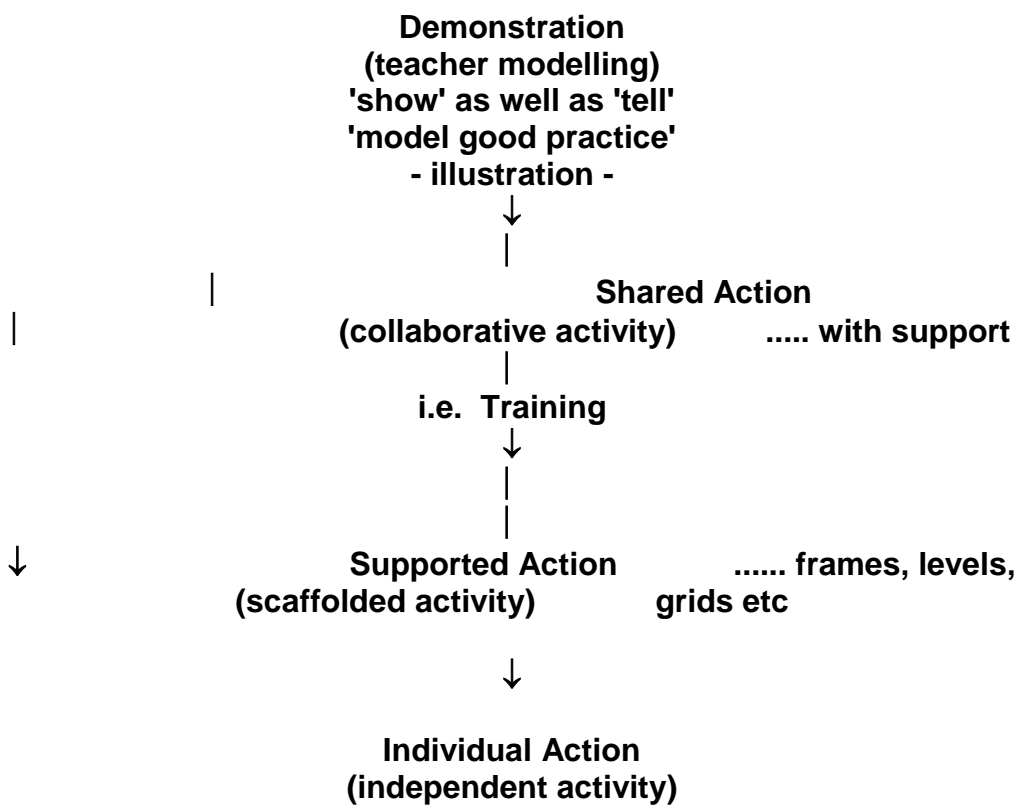 Demonstration
(teacher modelling)
'show' as well as 'tell'
'model good practice'
- illustration -
↓
|
| Shared Action
| (collaborative activity) ..... with support
|
i.e. Training
↓
|
|
↓ Supported Action ...... frames, levels,
(scaffolded activity) grids etc
↓
Individual Action
(independent activity)